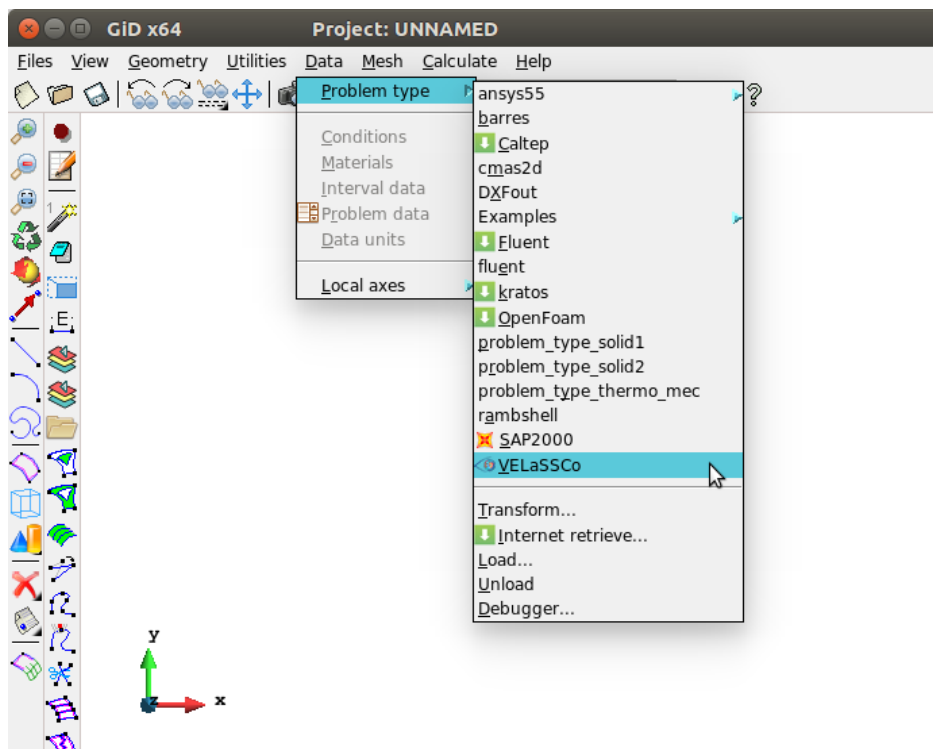 GiD x64 Project: UNNAMED
Files View Geometry Utilities Data Mesh Calculate Help
Problem type
Conditions
Materials
Interval data
Problem data
Data units
Local axes
ansys55
barres
Caltep
cmas2d
DXFout
Examples
Fluent
fluent
kratos
OpenFoam
problem_type_solid1
problem_type_solid2
problem_type_thermo_mec
rambshell
SAP2000
VELaSSCo
Transform...
Internet retrieve...
Load...
Unload
Debugger...
1
·E·
y
z x